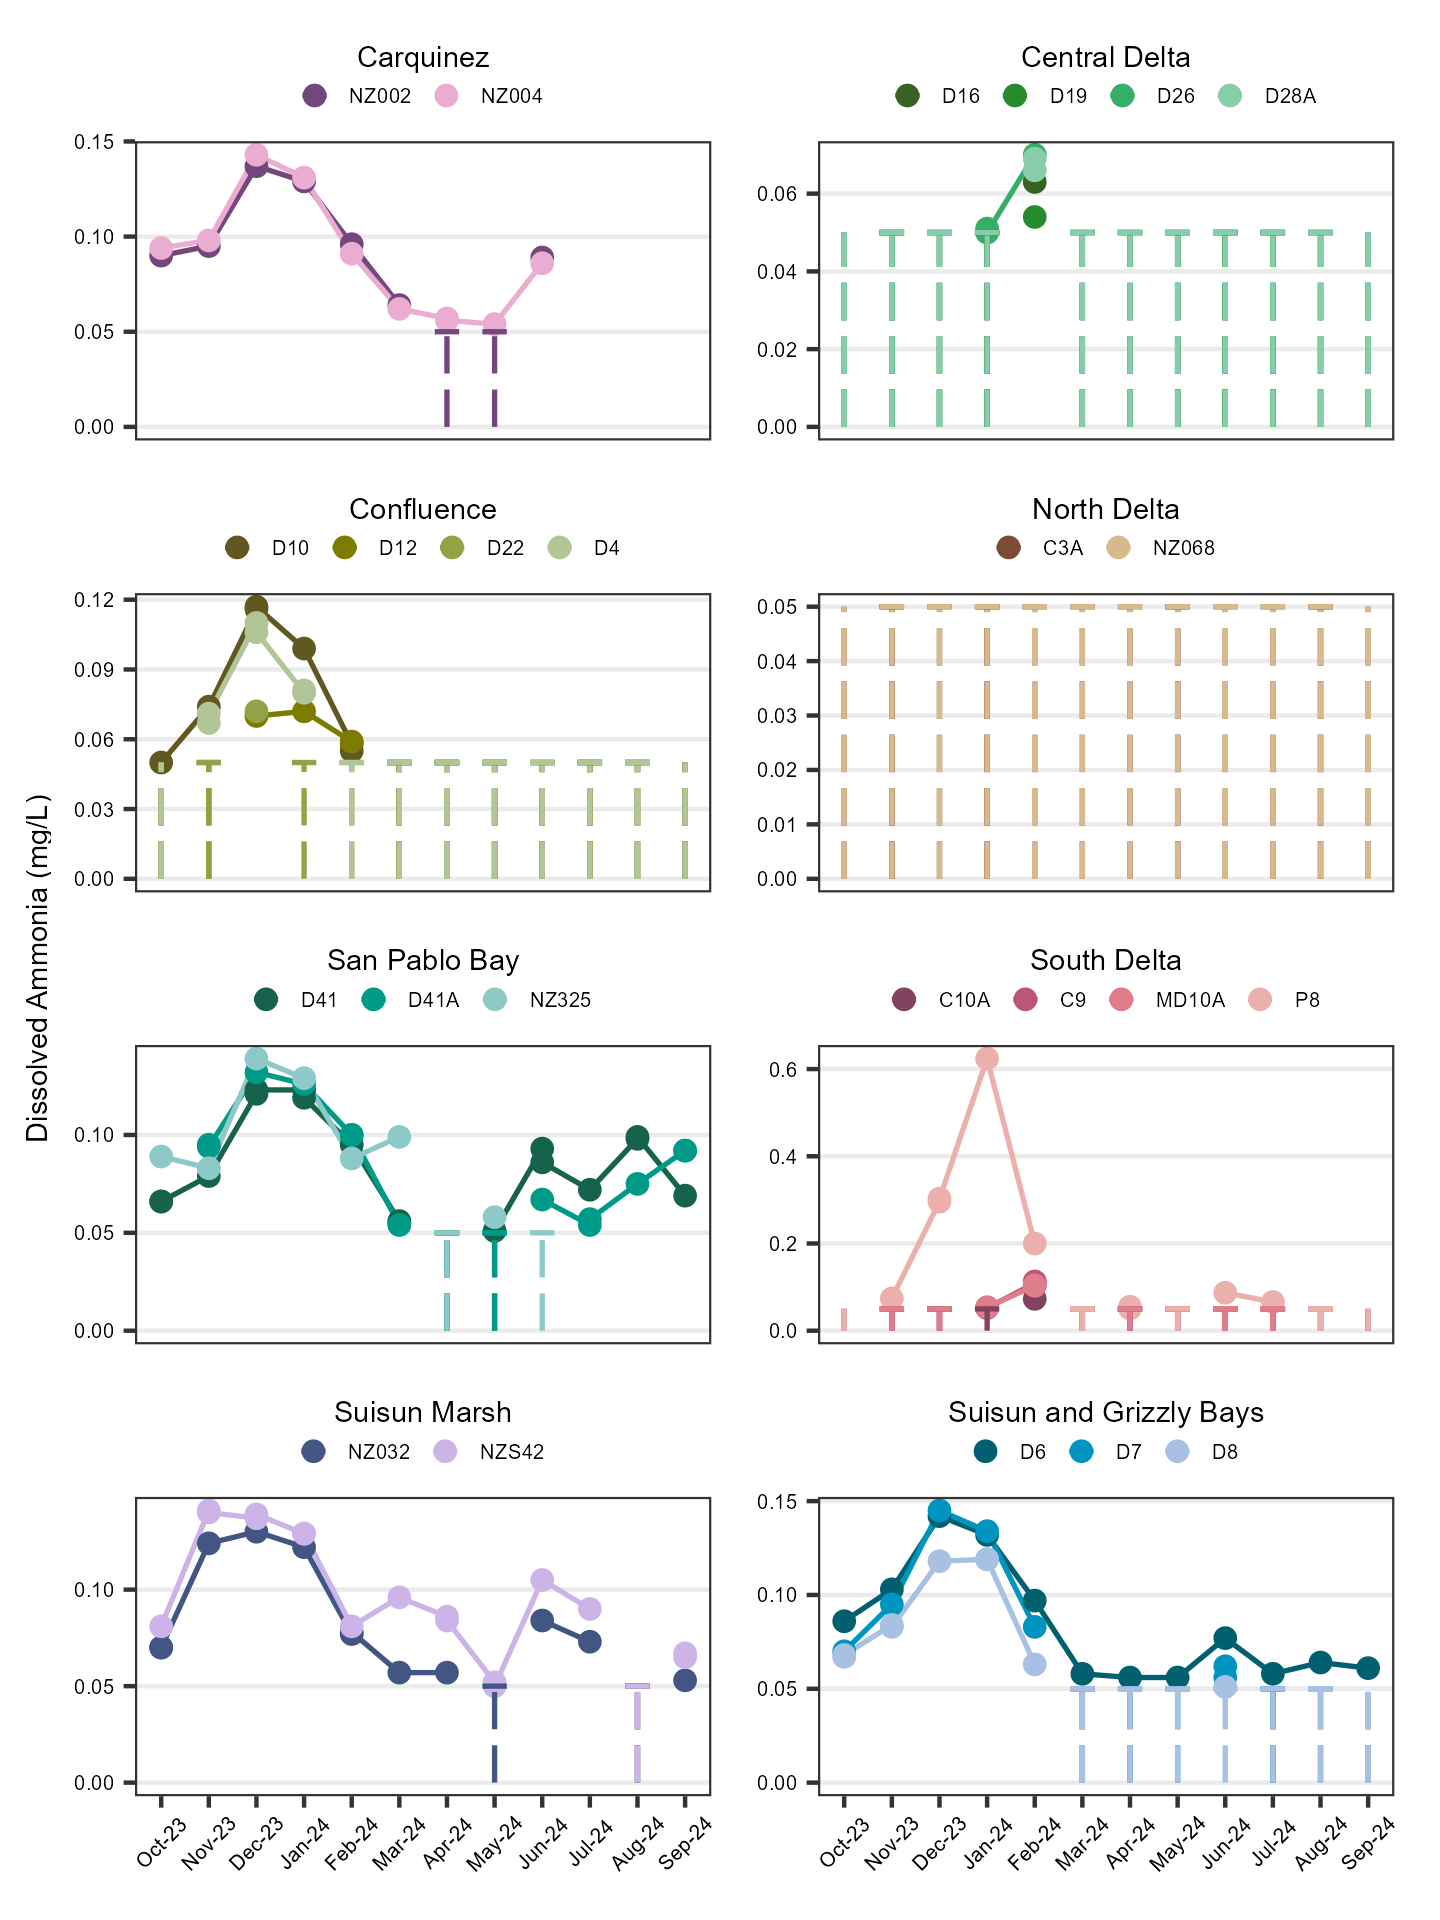 Carquinez
NZ002 NZ004
0.15
0.10
0.05
0.00
Central Delta
D16 D19 D26 D28A
0.06
0.04
0.02
0.00
Confluence
D10 D12 D22 D4
0.12
0.09
0.06
0.03
0.00
North Delta
C3A NZ068
0.05
0.04
0.03
0.02
0.01
0.00
Dissolved Ammonia (mg/L)
San Pablo Bay
D41 D41A NZ325
0.10
0.05
0.00
South Delta
C10A C9 MD10A P8
0.6
0.4
0.2
0.0
Suisun Marsh
NZ032 NZS42
0.10
0.05
0.00
Oct-23 Nov-23 Dec-23 Jan-24 Feb-24 Mar-24 Apr-24 May-24 Jun-24 Jul-24 Aug-24 Sep-24
Suisun and Grizzly Bays
D6 D7 D8
0.15
0.10
0.05
0.00
Oct-23 Nov-23 Dec-23 Jan-24 Feb-24 Mar-24 Apr-24 May-24 Jun-24 Jul-24 Aug-24 Sep-24